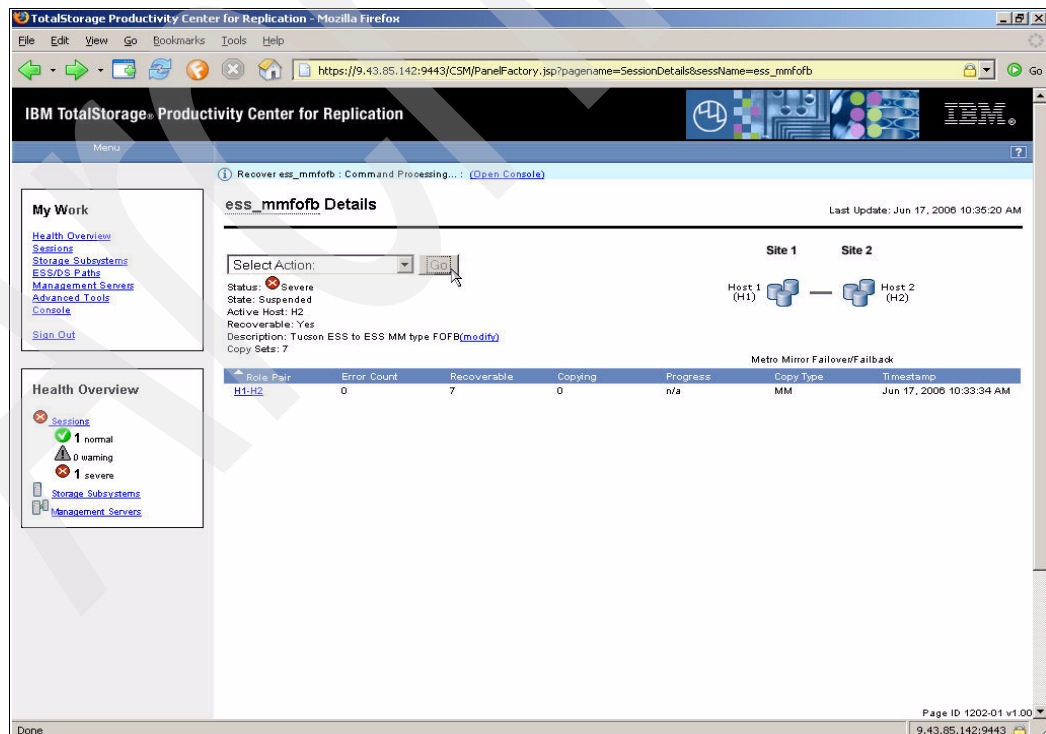 TotalStorage Productivity Center for Replication - Mozilla Firefox
File Edit View Go Bookmarks Tools Help
https://9.43.85.142:9443/CSM/PanelFactory.jsp?pagename=SessionDetails&sessName=ess_mmfofb
Go
IBM TotalStorage® Productivity Center for Replication
IBM®
Menu
?
Recover ess_mmfofb : Command Processing... : (Open Console)
My Work
Health Overview
Sessions
Storage Subsystems
ESS/DS Paths
Management Servers
Advanced Tools
Console
Sign Out
Health Overview
Sessions
1 normal
0 warning
1 severe
Storage Subsystems
Management Servers
ess_mmfofb Details
Last Update: Jun 17, 2006 10:35:20 AM
Select Action: Go
Status: Severe
State: Suspended
Active Host: H2
Recoverable: Yes
Description: Tucson ESS to ESS MM type FOFB(modify)
Copy Sets: 7
Site 1 Site 2
Host 1 (H1)
Host 2 (H2)
Metro Mirror Failover/Failback
Role Pair Error Count Recoverable Copying Progress Copy Type Timestamp
H1-H2 0 7 0 n/a MM Jun 17, 2006 10:33:34 AM
Page ID 1202-01 v1.00
Done
9.43.85.142:9443